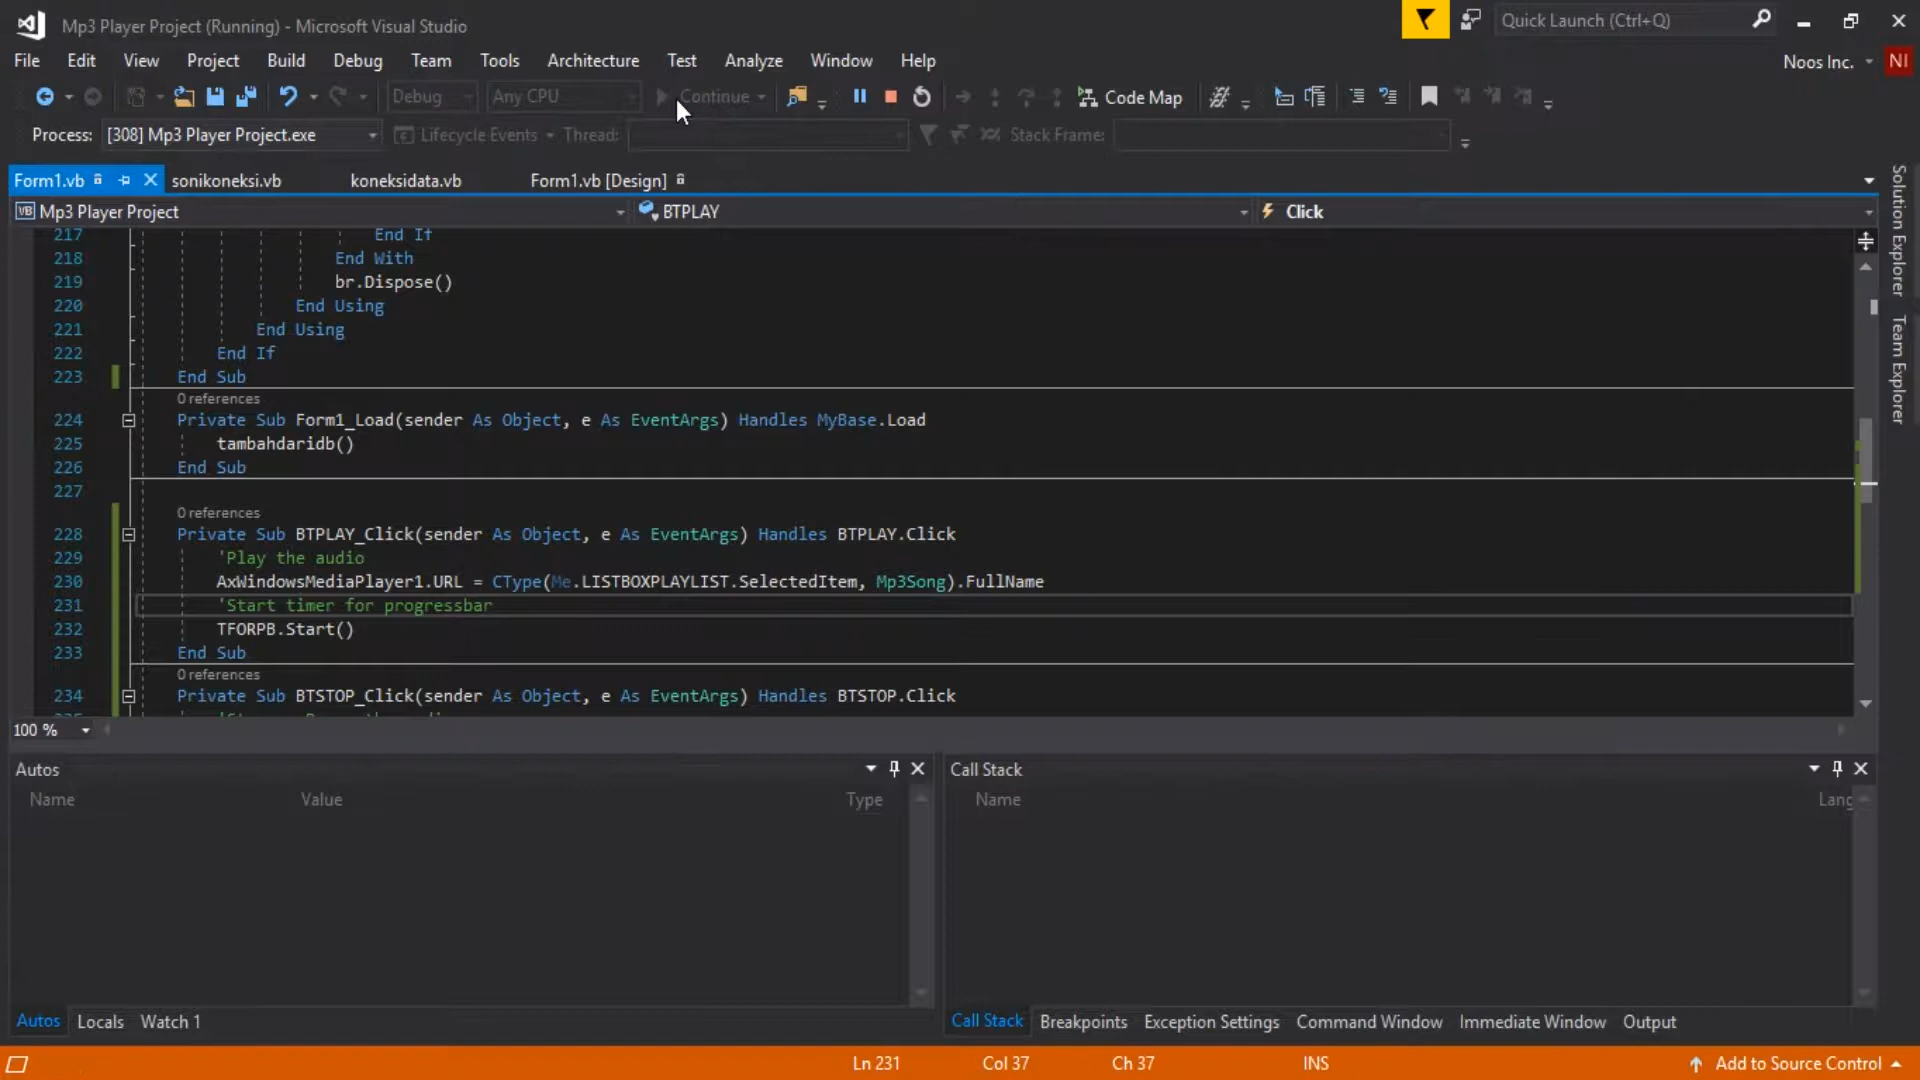 Mp3 Player Project (Running) - Microsoft Visual Studio
Quick Launch (Ctrl+Q)
File Edit View Project Build Debug Team Tools Architecture Test Analyze Window Help
Noos Inc. NI
Debug Any CPU Continue Code Map
Process: [308] Mp3 Player Project.exe Lifecycle Events Thread: Stack Frame:
Form1.vb sonikoneksi.vb koneksidata.vb Form1.vb [Design]
VB Mp3 Player Project BTPLAY Click
217 End If
218 End With
219 br.Dispose()
220 End Using
221 End Using
222 End If
223 End Sub
0 references
224 Private Sub Form1_Load(sender As Object, e As EventArgs) Handles MyBase.Load
225 tambahdaridb()
226 End Sub
227
0 references
228 Private Sub BTPLAY_Click(sender As Object, e As EventArgs) Handles BTPLAY.Click
229 'Play the audio
230 AxWindowsMediaPlayer1.URL = CType(Me.LISTBOXPLAYLIST.SelectedItem, Mp3Song).FullName
231 'Start timer for progressbar
232 TFORPB.Start()
233 End Sub
0 references
234 Private Sub BTSTOP_Click(sender As Object, e As EventArgs) Handles BTSTOP.Click
100 %
Solution Explorer
Team Explorer
Autos
Name Value Type
Autos Locals Watch 1
Call Stack
Name Lang
Call Stack Breakpoints Exception Settings Command Window Immediate Window Output
Ln 231 Col 37 Ch 37 INS Add to Source Control